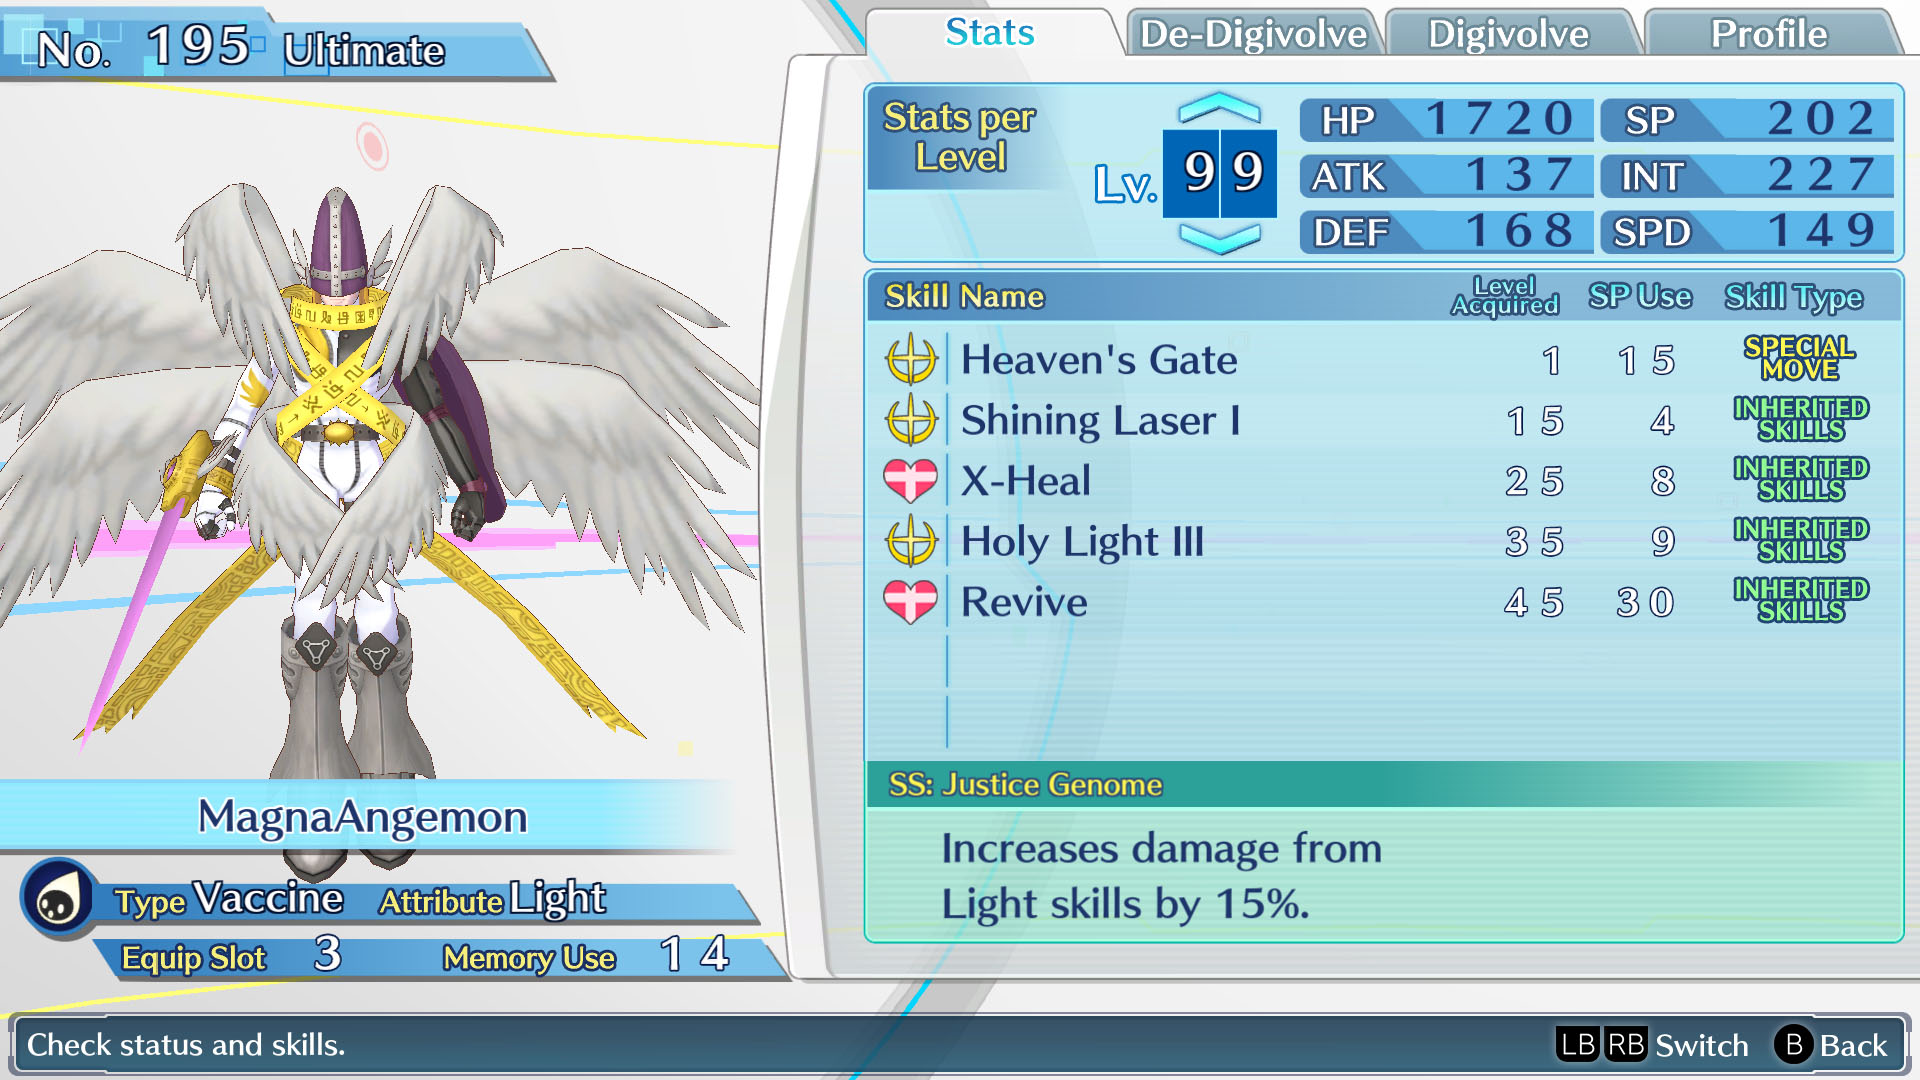 No. 195 Ultimate
Stats De-Digivolve Digivolve Profile
Stats per
Level
Lv. 99
HP 1720 SP 202
ATK 137 INT 227
DEF 168 SPD 149
Skill Name Level Acquired SP Use Skill Type
Heaven's Gate 1 15 SPECIAL MOVE
Shining Laser I 15 4 INHERITED SKILLS
X-Heal 25 8 INHERITED SKILLS
Holy Light III 35 9 INHERITED SKILLS
Revive 45 30 INHERITED SKILLS
SS: Justice Genome
Increases damage from
Light skills by 15%.
MagnaAngemon
Type Vaccine Attribute Light
Equip Slot 3 Memory Use 14
Check status and skills.
LB RB Switch B Back